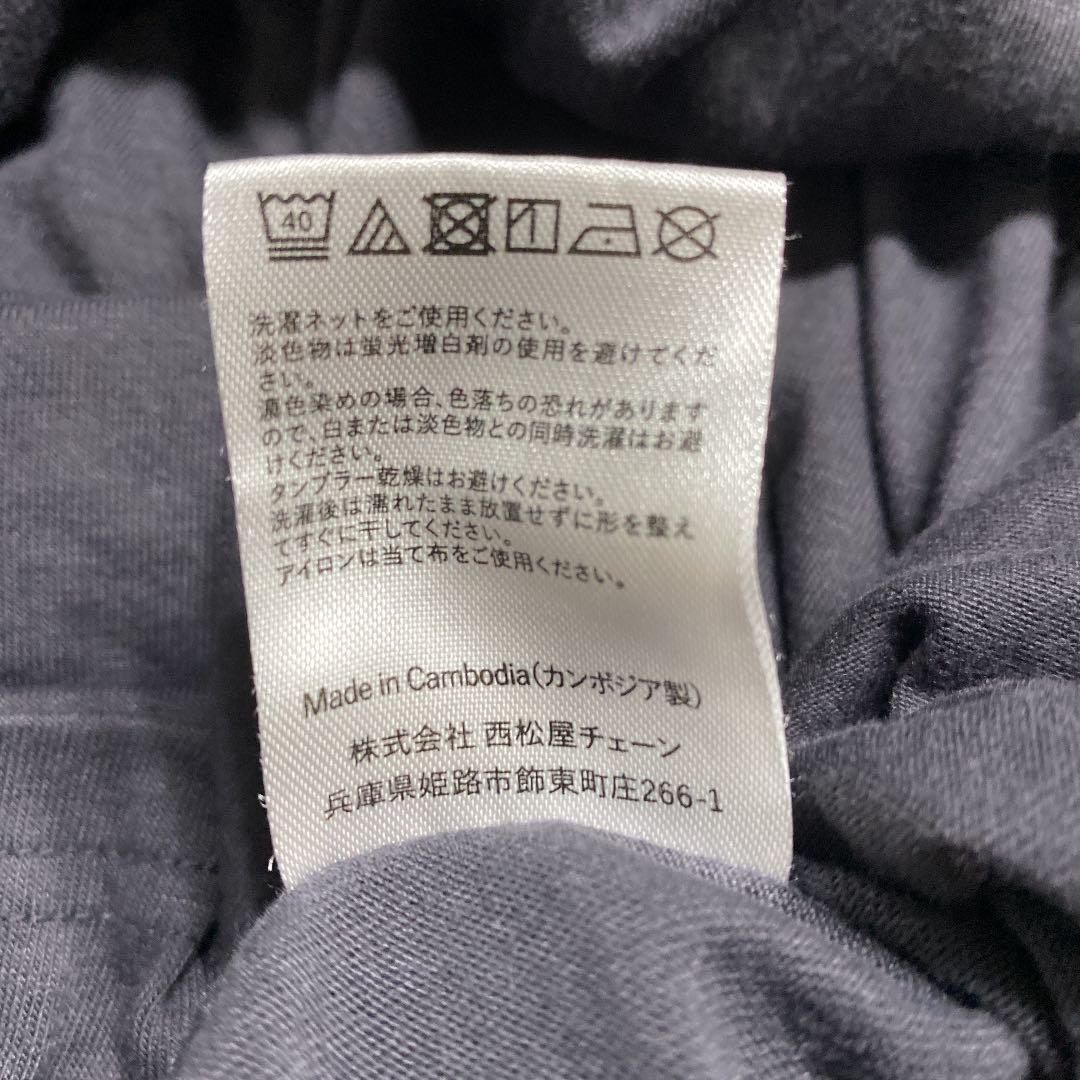 40
洗濯ネットをご使用ください。
淡色物は蛍光増白剤の使用を避けてくだ
さい。
濃色染めの場合、色落ちの恐れがあります
ので、白または淡色物との同時洗濯はお避
けください。
タンブラー乾燥はお避けください。
洗濯後は濡れたまま放置せずに形を整え
てすぐに干してください。
アイロンは当て布をご使用ください。
Made in Cambodia(カンボジア製)
株式会社 西松屋チェーン
兵庫県姫路市飾東町庄266-1